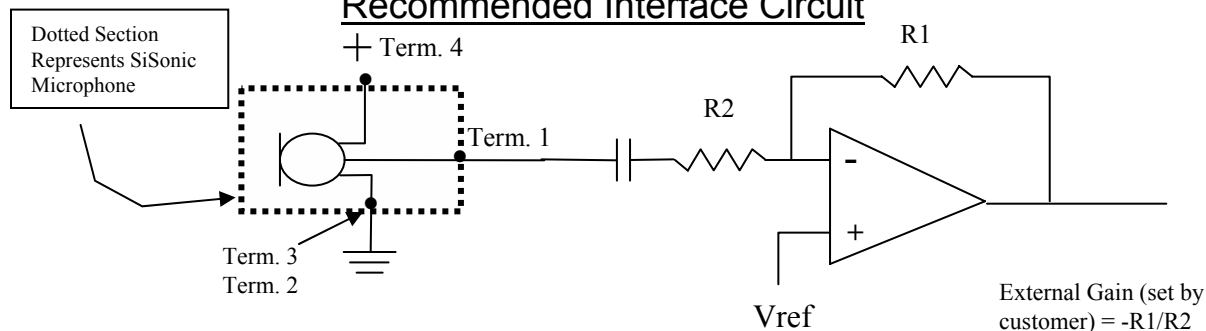 Recommended Interface Circuit
Dotted Section
Represents SiSonic
Microphone
+ Term. 4
R1
R2
Term. 1
-
+
Term. 3
Term. 2
Vref
External Gain (set by
customer) = -R1/R2